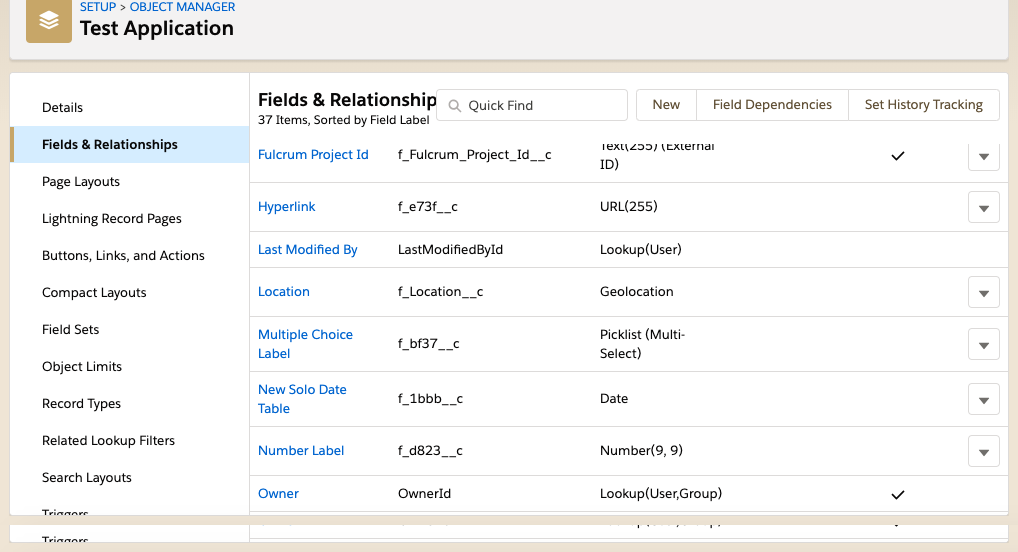 SETUP > OBJECT MANAGER
Test Application
Details
Fields & Relationships
Page Layouts
Lightning Record Pages
Buttons, Links, and Actions
Compact Layouts
Field Sets
Object Limits
Record Types
Related Lookup Filters
Search Layouts
Triggers
Triggers
Fields & Relationship
37 Items, Sorted by Field Label
Quick Find
New
Field Dependencies
Set History Tracking
Fulcrum Project Id f_Fulcrum_Project_Id__c Text(255) (External
ID)
Hyperlink f_e73f__c URL(255)
Last Modified By LastModifiedById Lookup(User)
Location f_Location__c Geolocation
Multiple Choice
Label f_bf37__c Picklist (Multi-
Select)
New Solo Date
Table f_1bbb__c Date
Number Label f_d823__c Number(9, 9)
Owner OwnerId Lookup(User,Group)